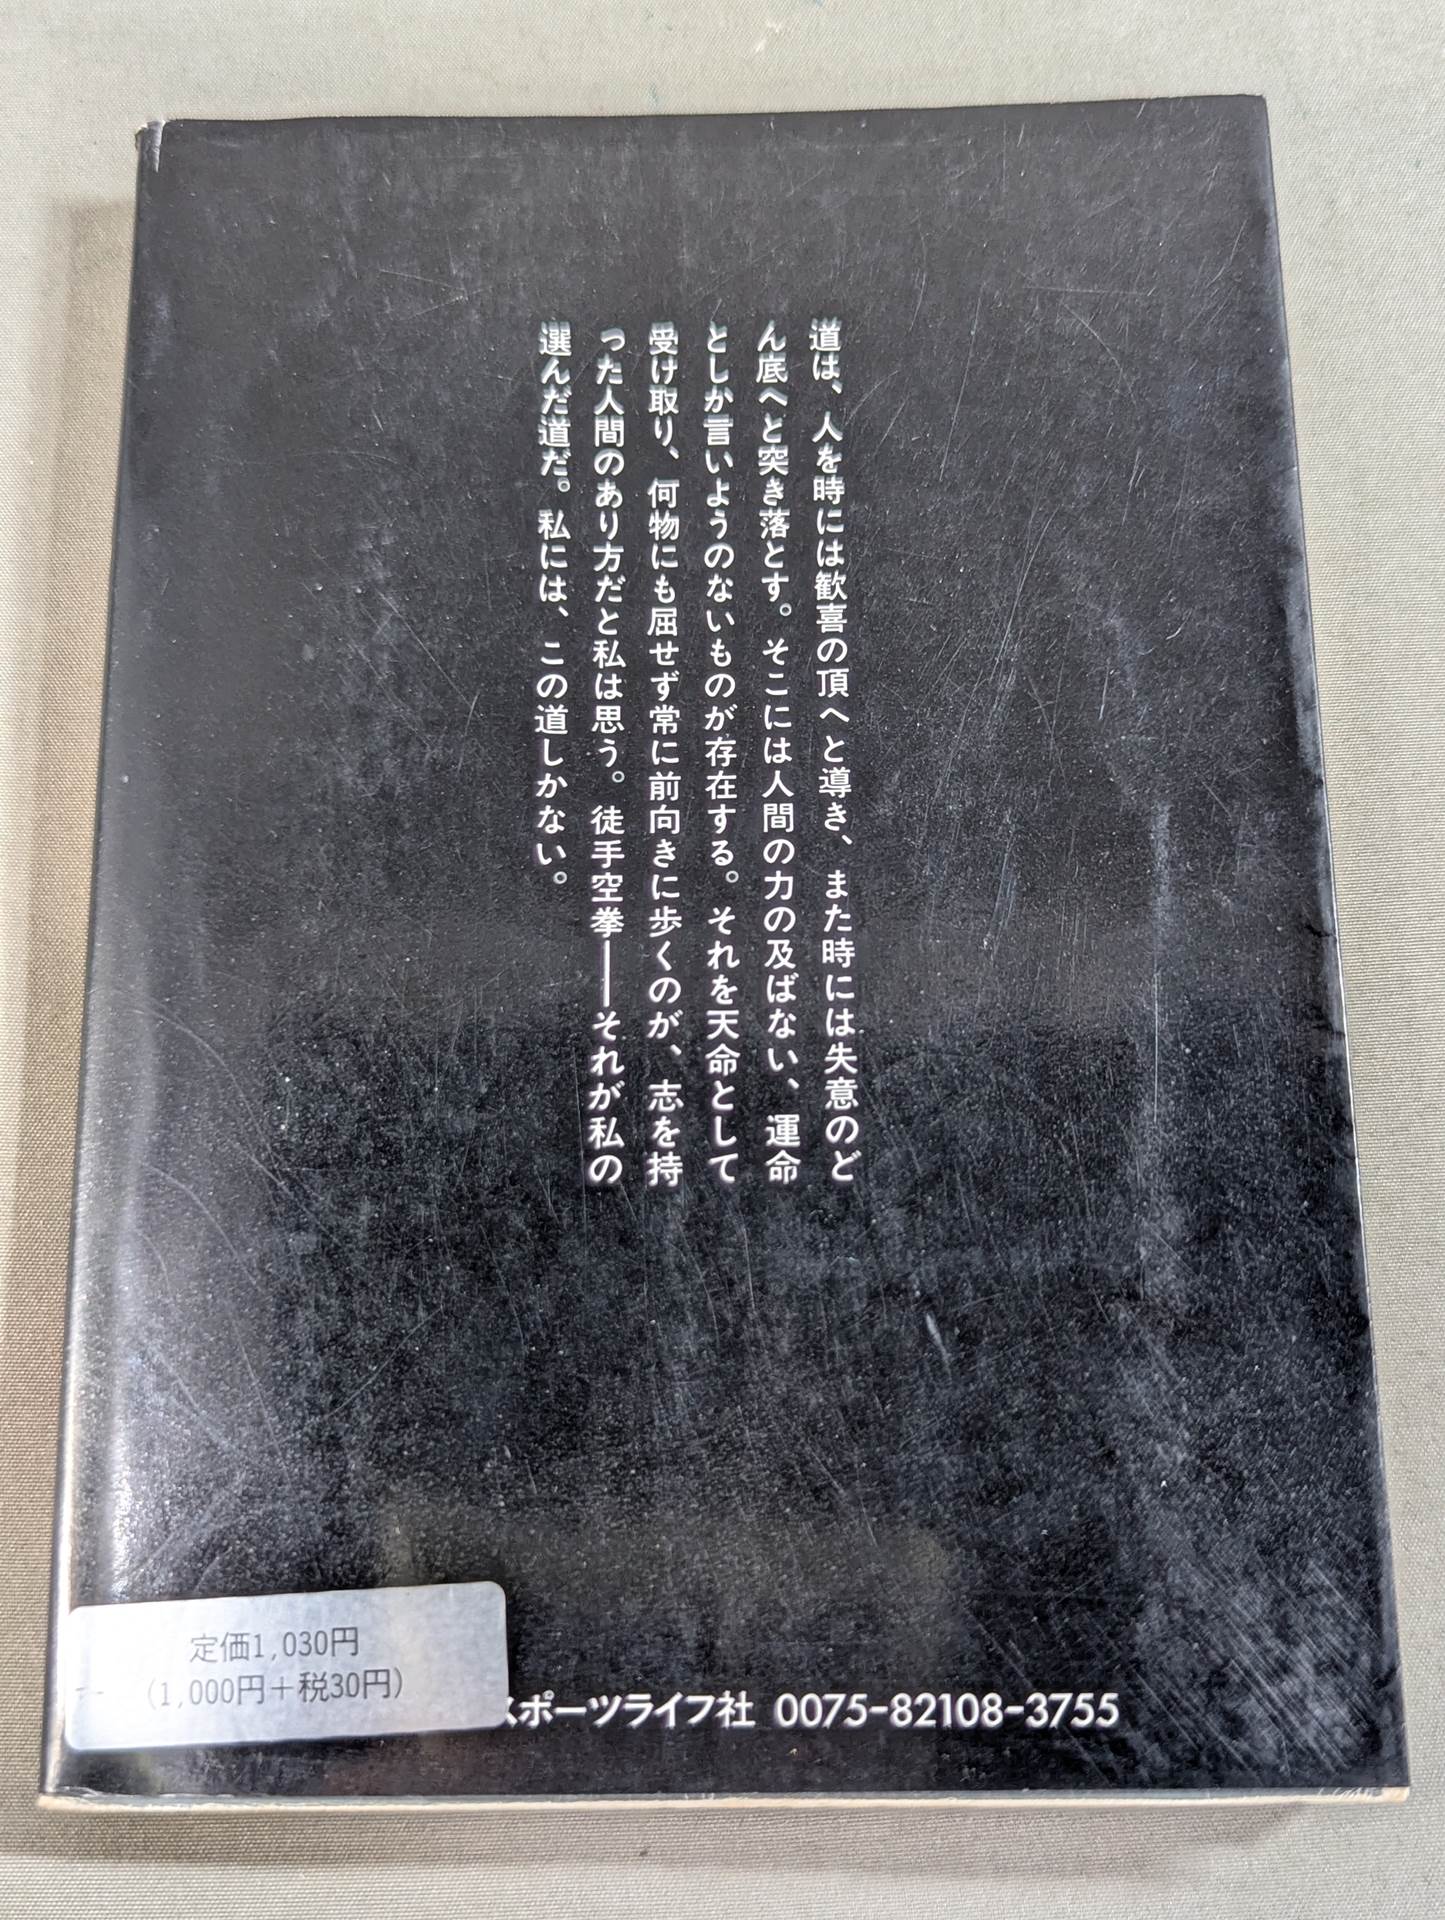 道は、人を時には歓喜の頂へと導き、また時には失意のど
ん底へと突き落とす。そこには人間の力の及ばない、運命
としか言いようのないものが存在する。それを天命として
受け取り、何物にも屈せず常に前向きに歩くのが、志を持
った人間のあり方だと私は思う。徒手空拳――それが私の
選んだ道だ。私には、この道しかない。
定価1,030円
(1,000円＋税30円)
スポーツライフ社 0075-82108-3755